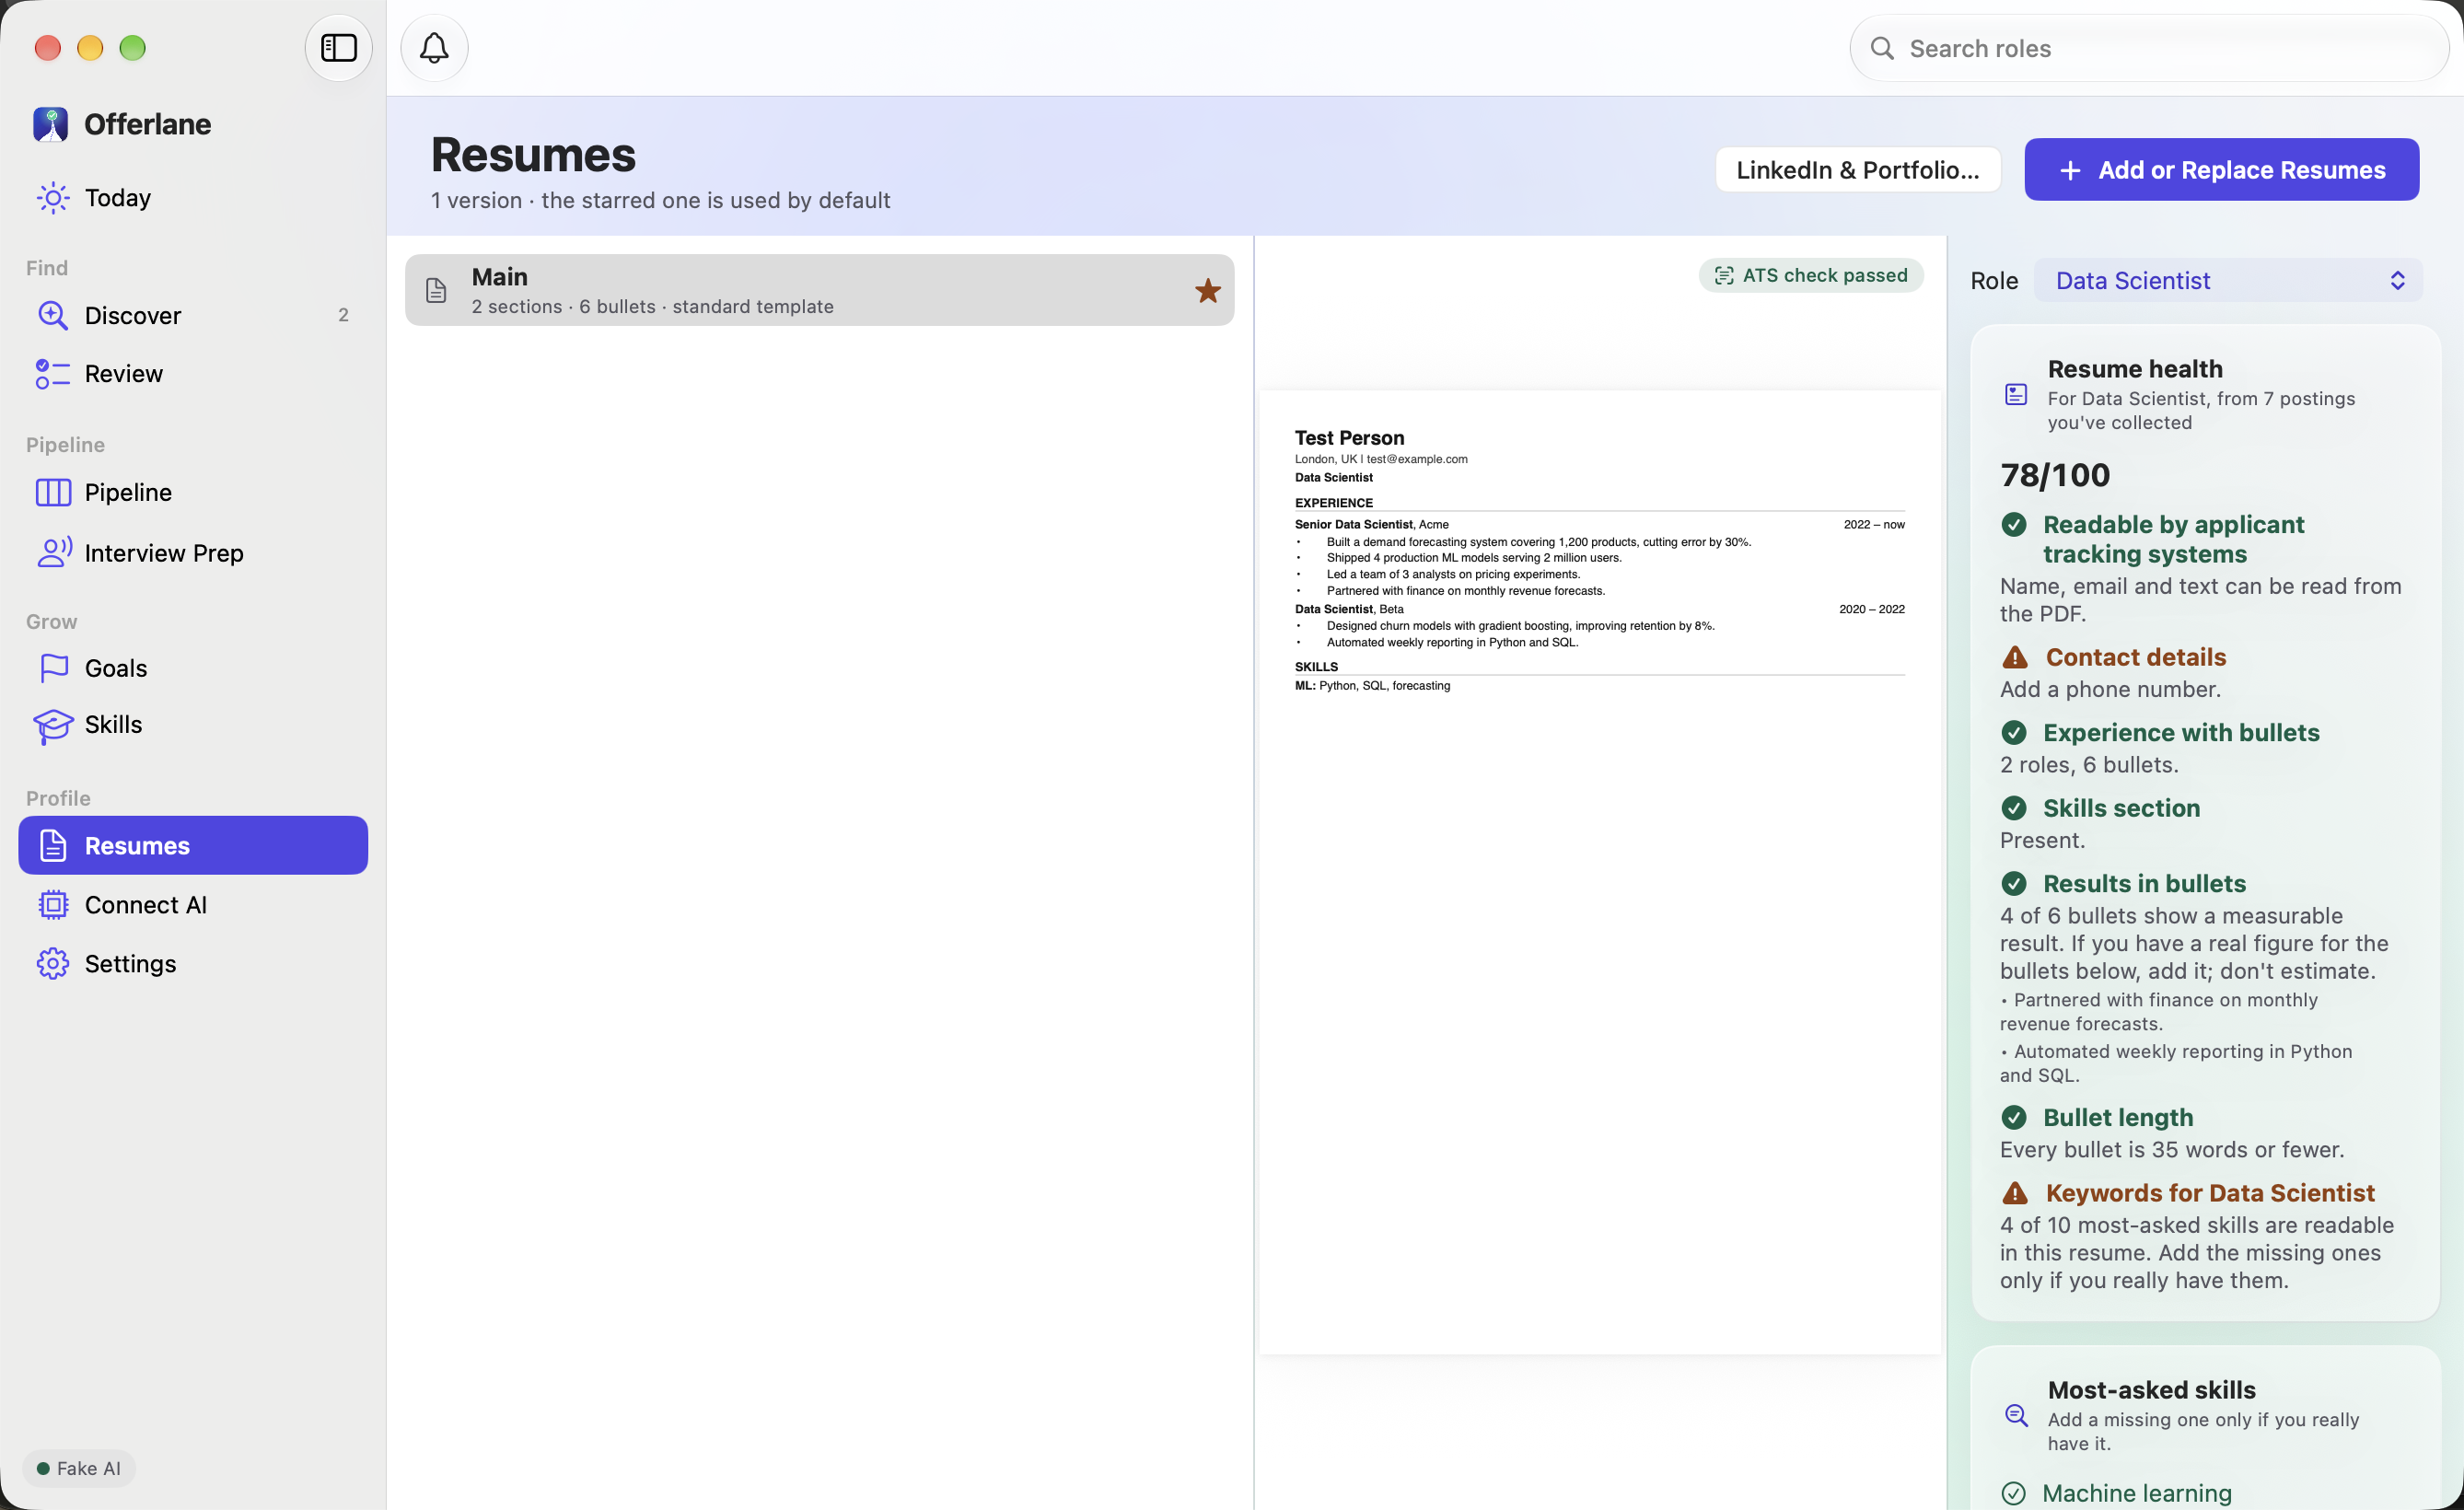 Search roles
Offerlane
Today
Find
Discover 2
Review
Pipeline
Pipeline
Interview Prep
Grow
Goals
Skills
Profile
Resumes
Connect AI
Settings
Fake AI
Resumes
1 version · the starred one is used by default
LinkedIn & Portfolio...
+ Add or Replace Resumes
Main
2 sections · 6 bullets · standard template
ATS check passed
Test Person
London, UK | test@example.com
Data Scientist
EXPERIENCE
Senior Data Scientist, Acme 2022 – now
• Built a demand forecasting system covering 1,200 products, cutting error by 30%.
• Shipped 4 production ML models serving 2 million users.
• Led a team of 3 analysts on pricing experiments.
• Partnered with finance on monthly revenue forecasts.
Data Scientist, Beta 2020 – 2022
• Designed churn models with gradient boosting, improving retention by 8%.
• Automated weekly reporting in Python and SQL.
SKILLS
ML: Python, SQL, forecasting
Role Data Scientist
Resume health
For Data Scientist, from 7 postings
you've collected
78/100
Readable by applicant
tracking systems
Name, email and text can be read from
the PDF.
Contact details
Add a phone number.
Experience with bullets
2 roles, 6 bullets.
Skills section
Present.
Results in bullets
4 of 6 bullets show a measurable
result. If you have a real figure for the
bullets below, add it; don't estimate.
• Partnered with finance on monthly
revenue forecasts.
• Automated weekly reporting in Python
and SQL.
Bullet length
Every bullet is 35 words or fewer.
Keywords for Data Scientist
4 of 10 most-asked skills are readable
in this resume. Add the missing ones
only if you really have them.
Most-asked skills
Add a missing one only if you really
have it.
Machine learning